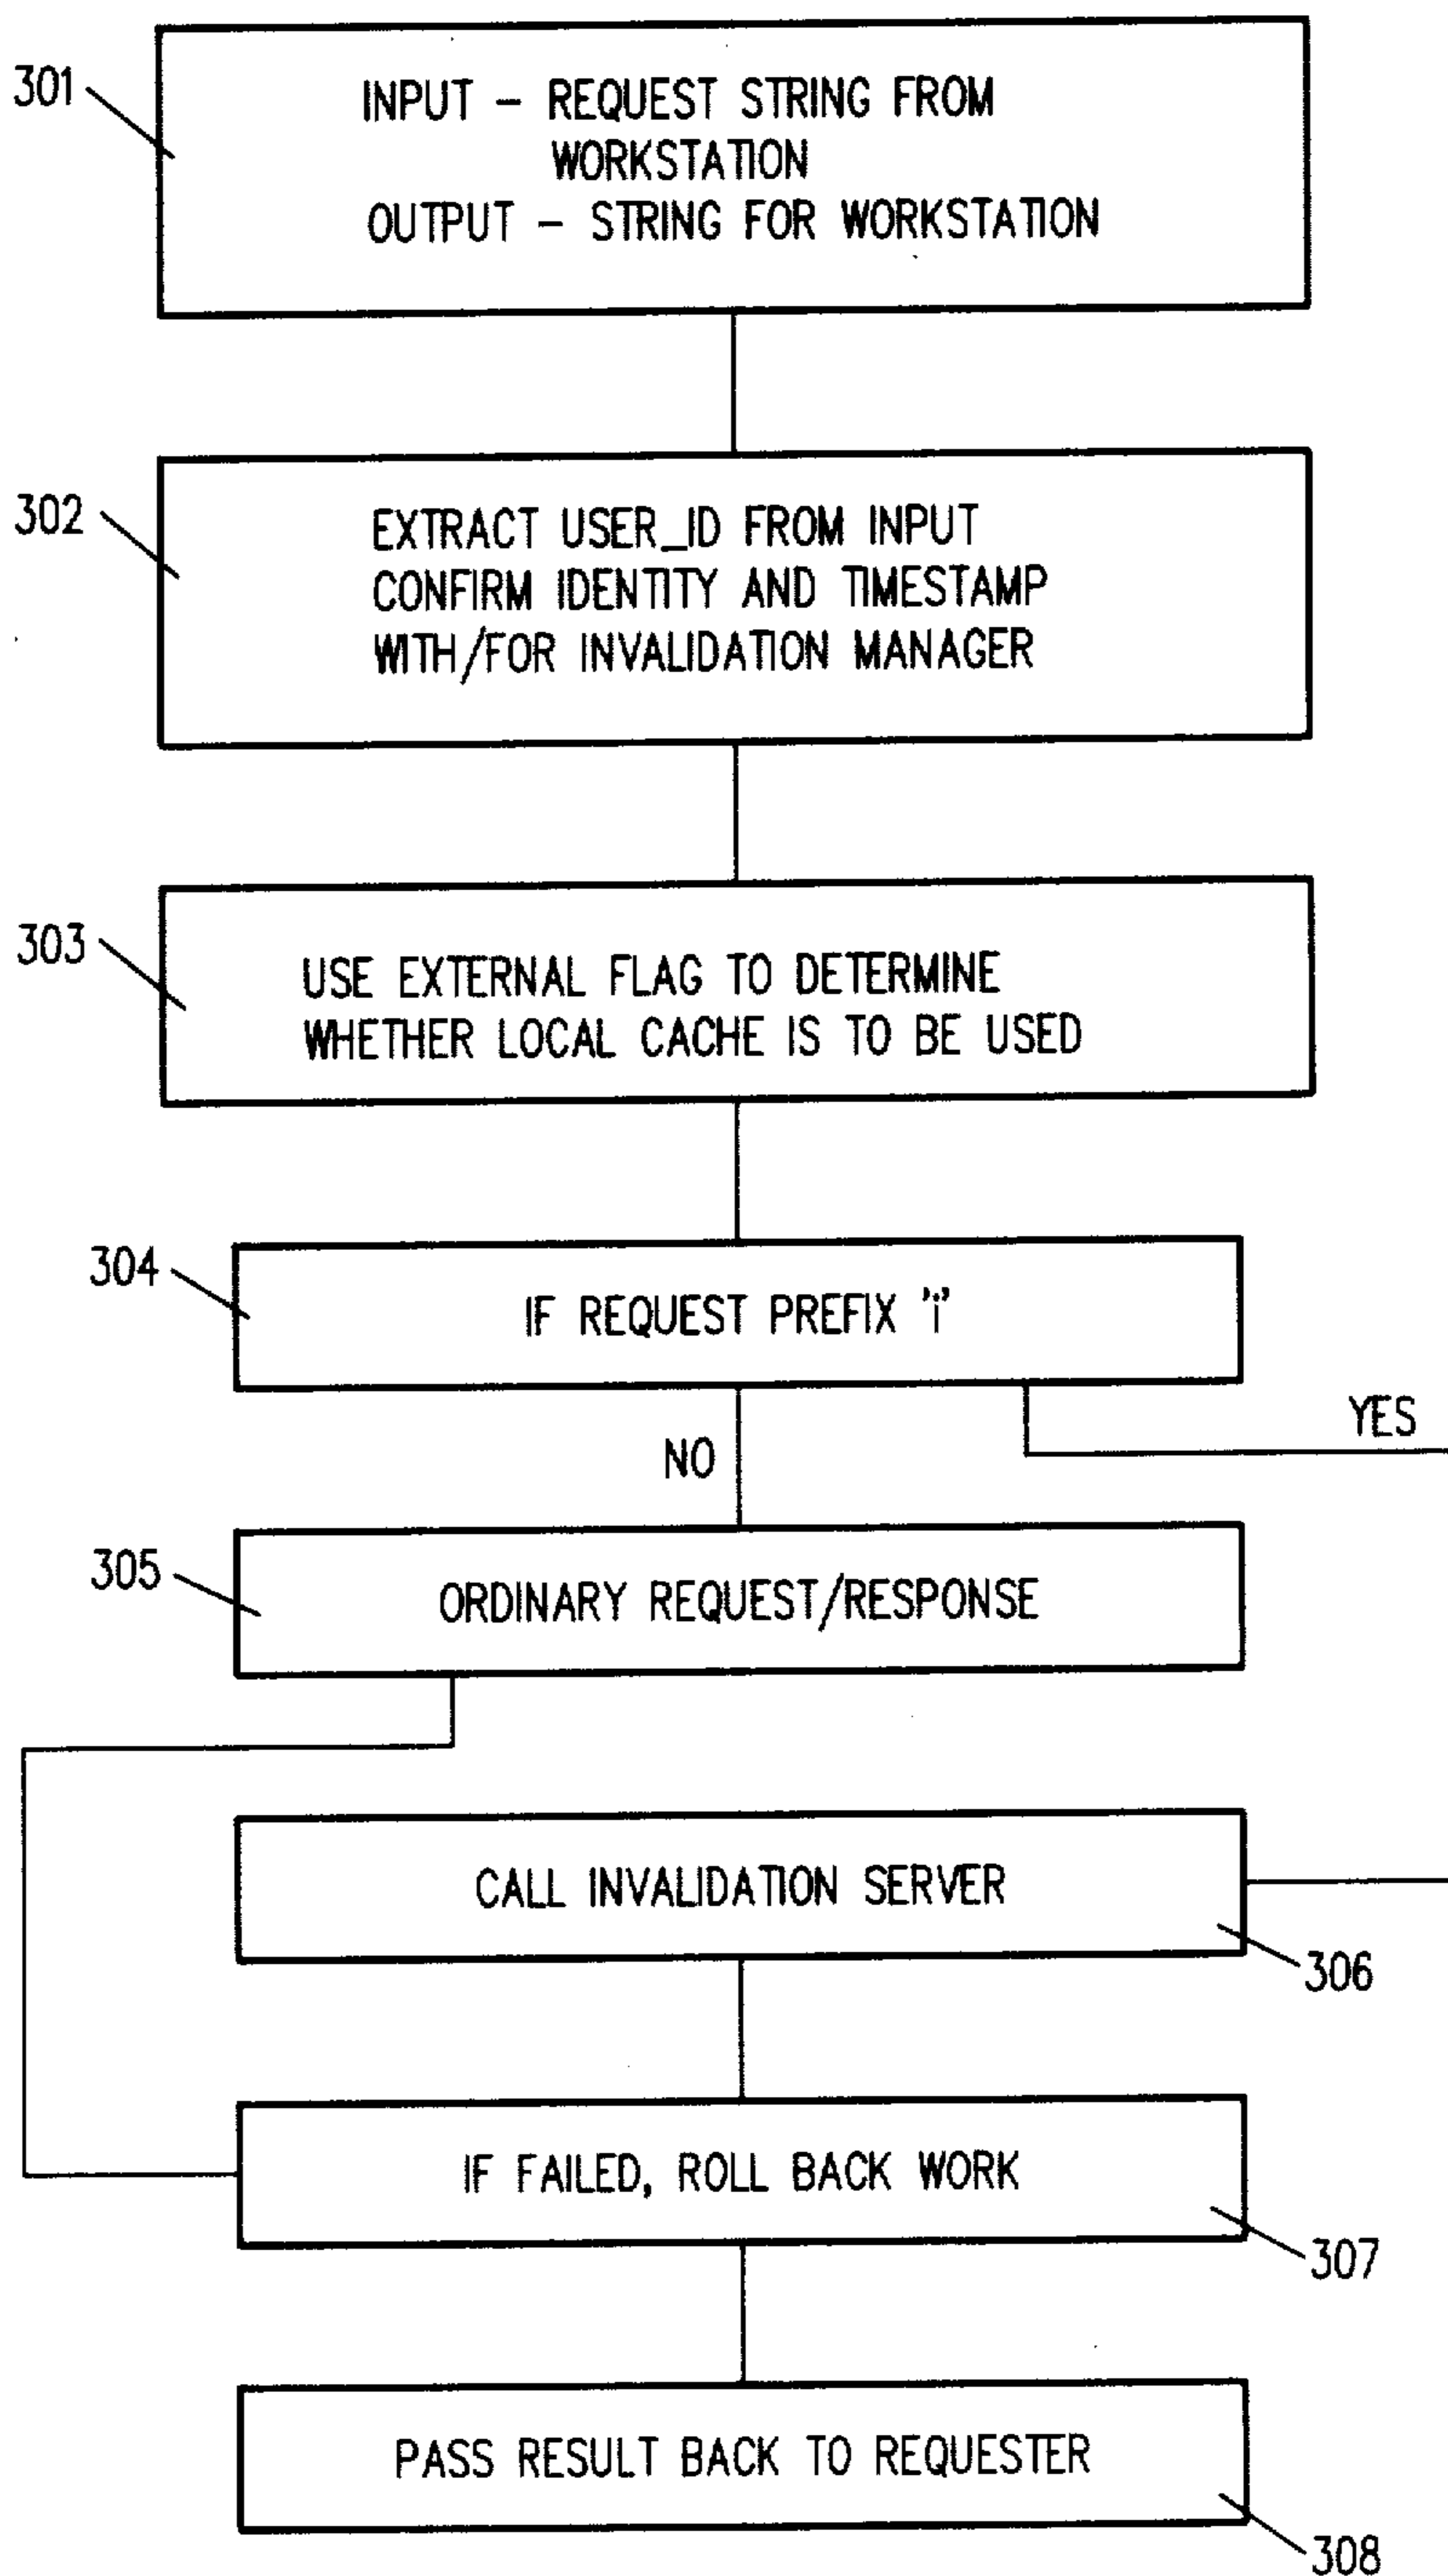 301
INPUT – REQUEST STRING FROM
WORKSTATION
OUTPUT – STRING FOR WORKSTATION
302
EXTRACT USER_ID FROM INPUT
CONFIRM IDENTITY AND TIMESTAMP
WITH/FOR INVALIDATION MANAGER
303
USE EXTERNAL FLAG TO DETERMINE
WHETHER LOCAL CACHE IS TO BE USED
304
IF REQUEST PREFIX 'i'
YES
NO
305
ORDINARY REQUEST/RESPONSE
CALL INVALIDATION SERVER
306
IF FAILED, ROLL BACK WORK
307
PASS RESULT BACK TO REQUESTER
308